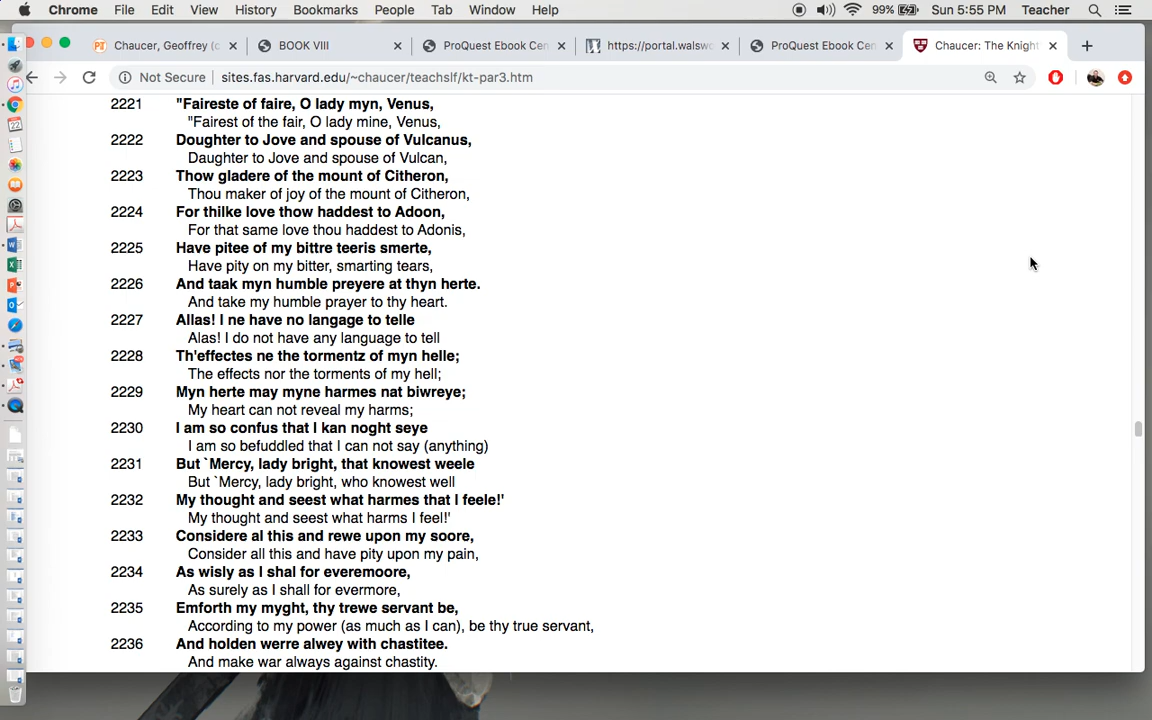 Chrome File Edit View History Bookmarks People Tab Window Help 99% Sun 5:55 PM Teacher
Chaucer, Geoffrey (c BOOK VIII ProQuest Ebook Cen https://portal.walswo ProQuest Ebook Cen Chaucer: The Knight
Not Secure | sites.fas.harvard.edu/~chaucer/teachslf/kt-par3.htm
2221 "Faireste of faire, O lady myn, Venus,
"Fairest of the fair, O lady mine, Venus,
2222 Doughter to Jove and spouse of Vulcanus,
Daughter to Jove and spouse of Vulcan,
2223 Thow gladere of the mount of Citheron,
Thou maker of joy of the mount of Citheron,
2224 For thilke love thow haddest to Adoon,
For that same love thou haddest to Adonis,
2225 Have pitee of my bittre teeris smerte,
Have pity on my bitter, smarting tears,
2226 And taak myn humble preyere at thyn herte.
And take my humble prayer to thy heart.
2227 Allas! I ne have no langage to telle
Alas! I do not have any language to tell
2228 Th'effectes ne the tormentz of myn helle;
The effects nor the torments of my hell;
2229 Myn herte may myne harmes nat biwreye;
My heart can not reveal my harms;
2230 I am so confus that I kan noght seye
I am so befuddled that I can not say (anything)
2231 But `Mercy, lady bright, that knowest weele
But `Mercy, lady bright, who knowest well
2232 My thought and seest what harmes that I feele!'
My thought and seest what harms I feel!'
2233 Considere al this and rewe upon my soore,
Consider all this and have pity upon my pain,
2234 As wisly as I shal for everemoore,
As surely as I shall for evermore,
2235 Emforth my myght, thy trewe servant be,
According to my power (as much as I can), be thy true servant,
2236 And holden werre alwey with chastitee.
And make war always against chastity.